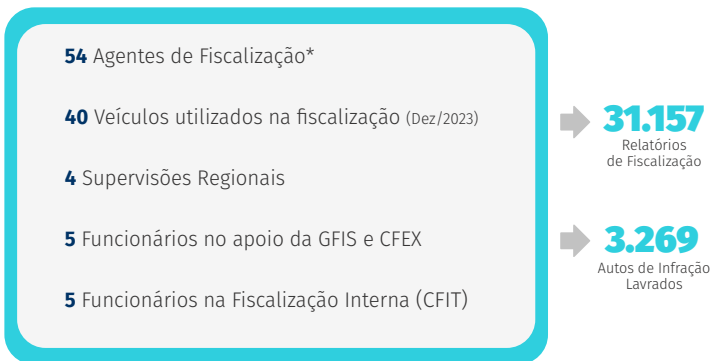 54 Agentes de Fiscalização*
40 Veículos utilizados na fiscalização (Dez/2023)
4 Supervisões Regionais
5 Funcionários no apoio da GFIS e CFEX
5 Funcionários na Fiscalização Interna (CFIT)
31.157
Relatórios
de Fiscalização
3.269
Autos de Infração
Lavrados